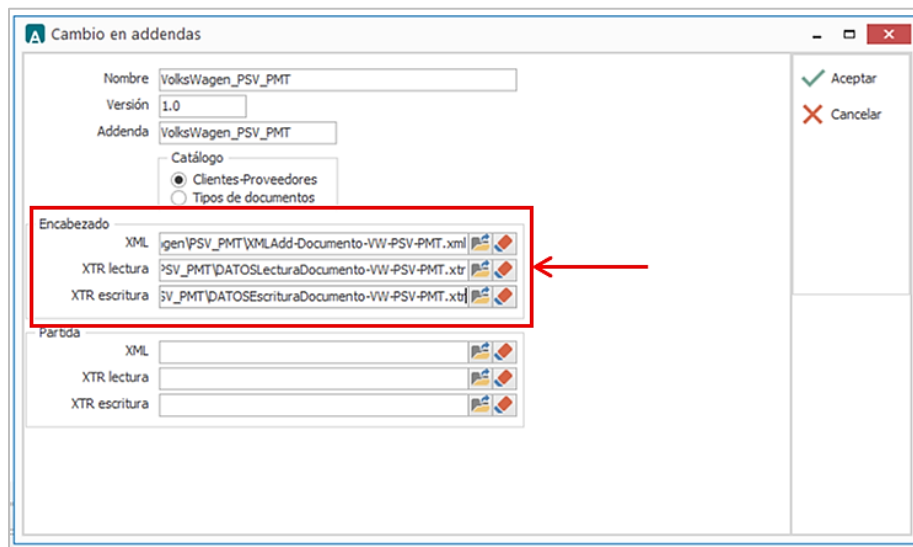 Cambio en addendas
Nombre VolksWagen_PSV_PMT
Versión 1.0
Addenda VolksWagen_PSV_PMT
Catálogo
Clientes-Proveedores
Tipos de documentos
Encabezado
XML gen\PSV_PMT\XMLAdd-Documento-VW-PSV-PMT.xml
XTR lectura PSV_PMT\DATOSLecturaDocumento-VW-PSV-PMT.xtr
XTR escritura SV_PMT\DATOSEscrituraDocumento-VW-PSV-PMT.xtr
Partida
XML
XTR lectura
XTR escritura
Aceptar
Cancelar